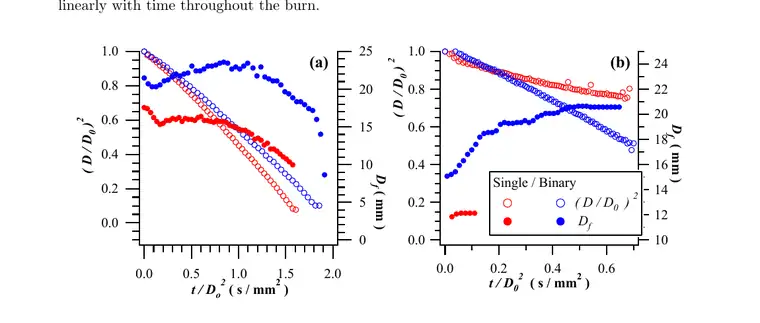 linearly with time throughout the burn.
(a)
(D/D0)2
1.0
0.8
0.6
0.4
0.2
0.0
25
20
15
10
5
0
Df (mm)
0.0 0.5 1.0 1.5 2.0
t/Do2 (s/mm2)
(b)
(D/D0)2
1.0
0.8
0.6
0.4
0.2
0.0
24
22
20
18
16
14
12
10
Df (mm)
Single / Binary
(D/D0)2
Df
0.0 0.2 0.4 0.6
t/D02 (s/mm2)